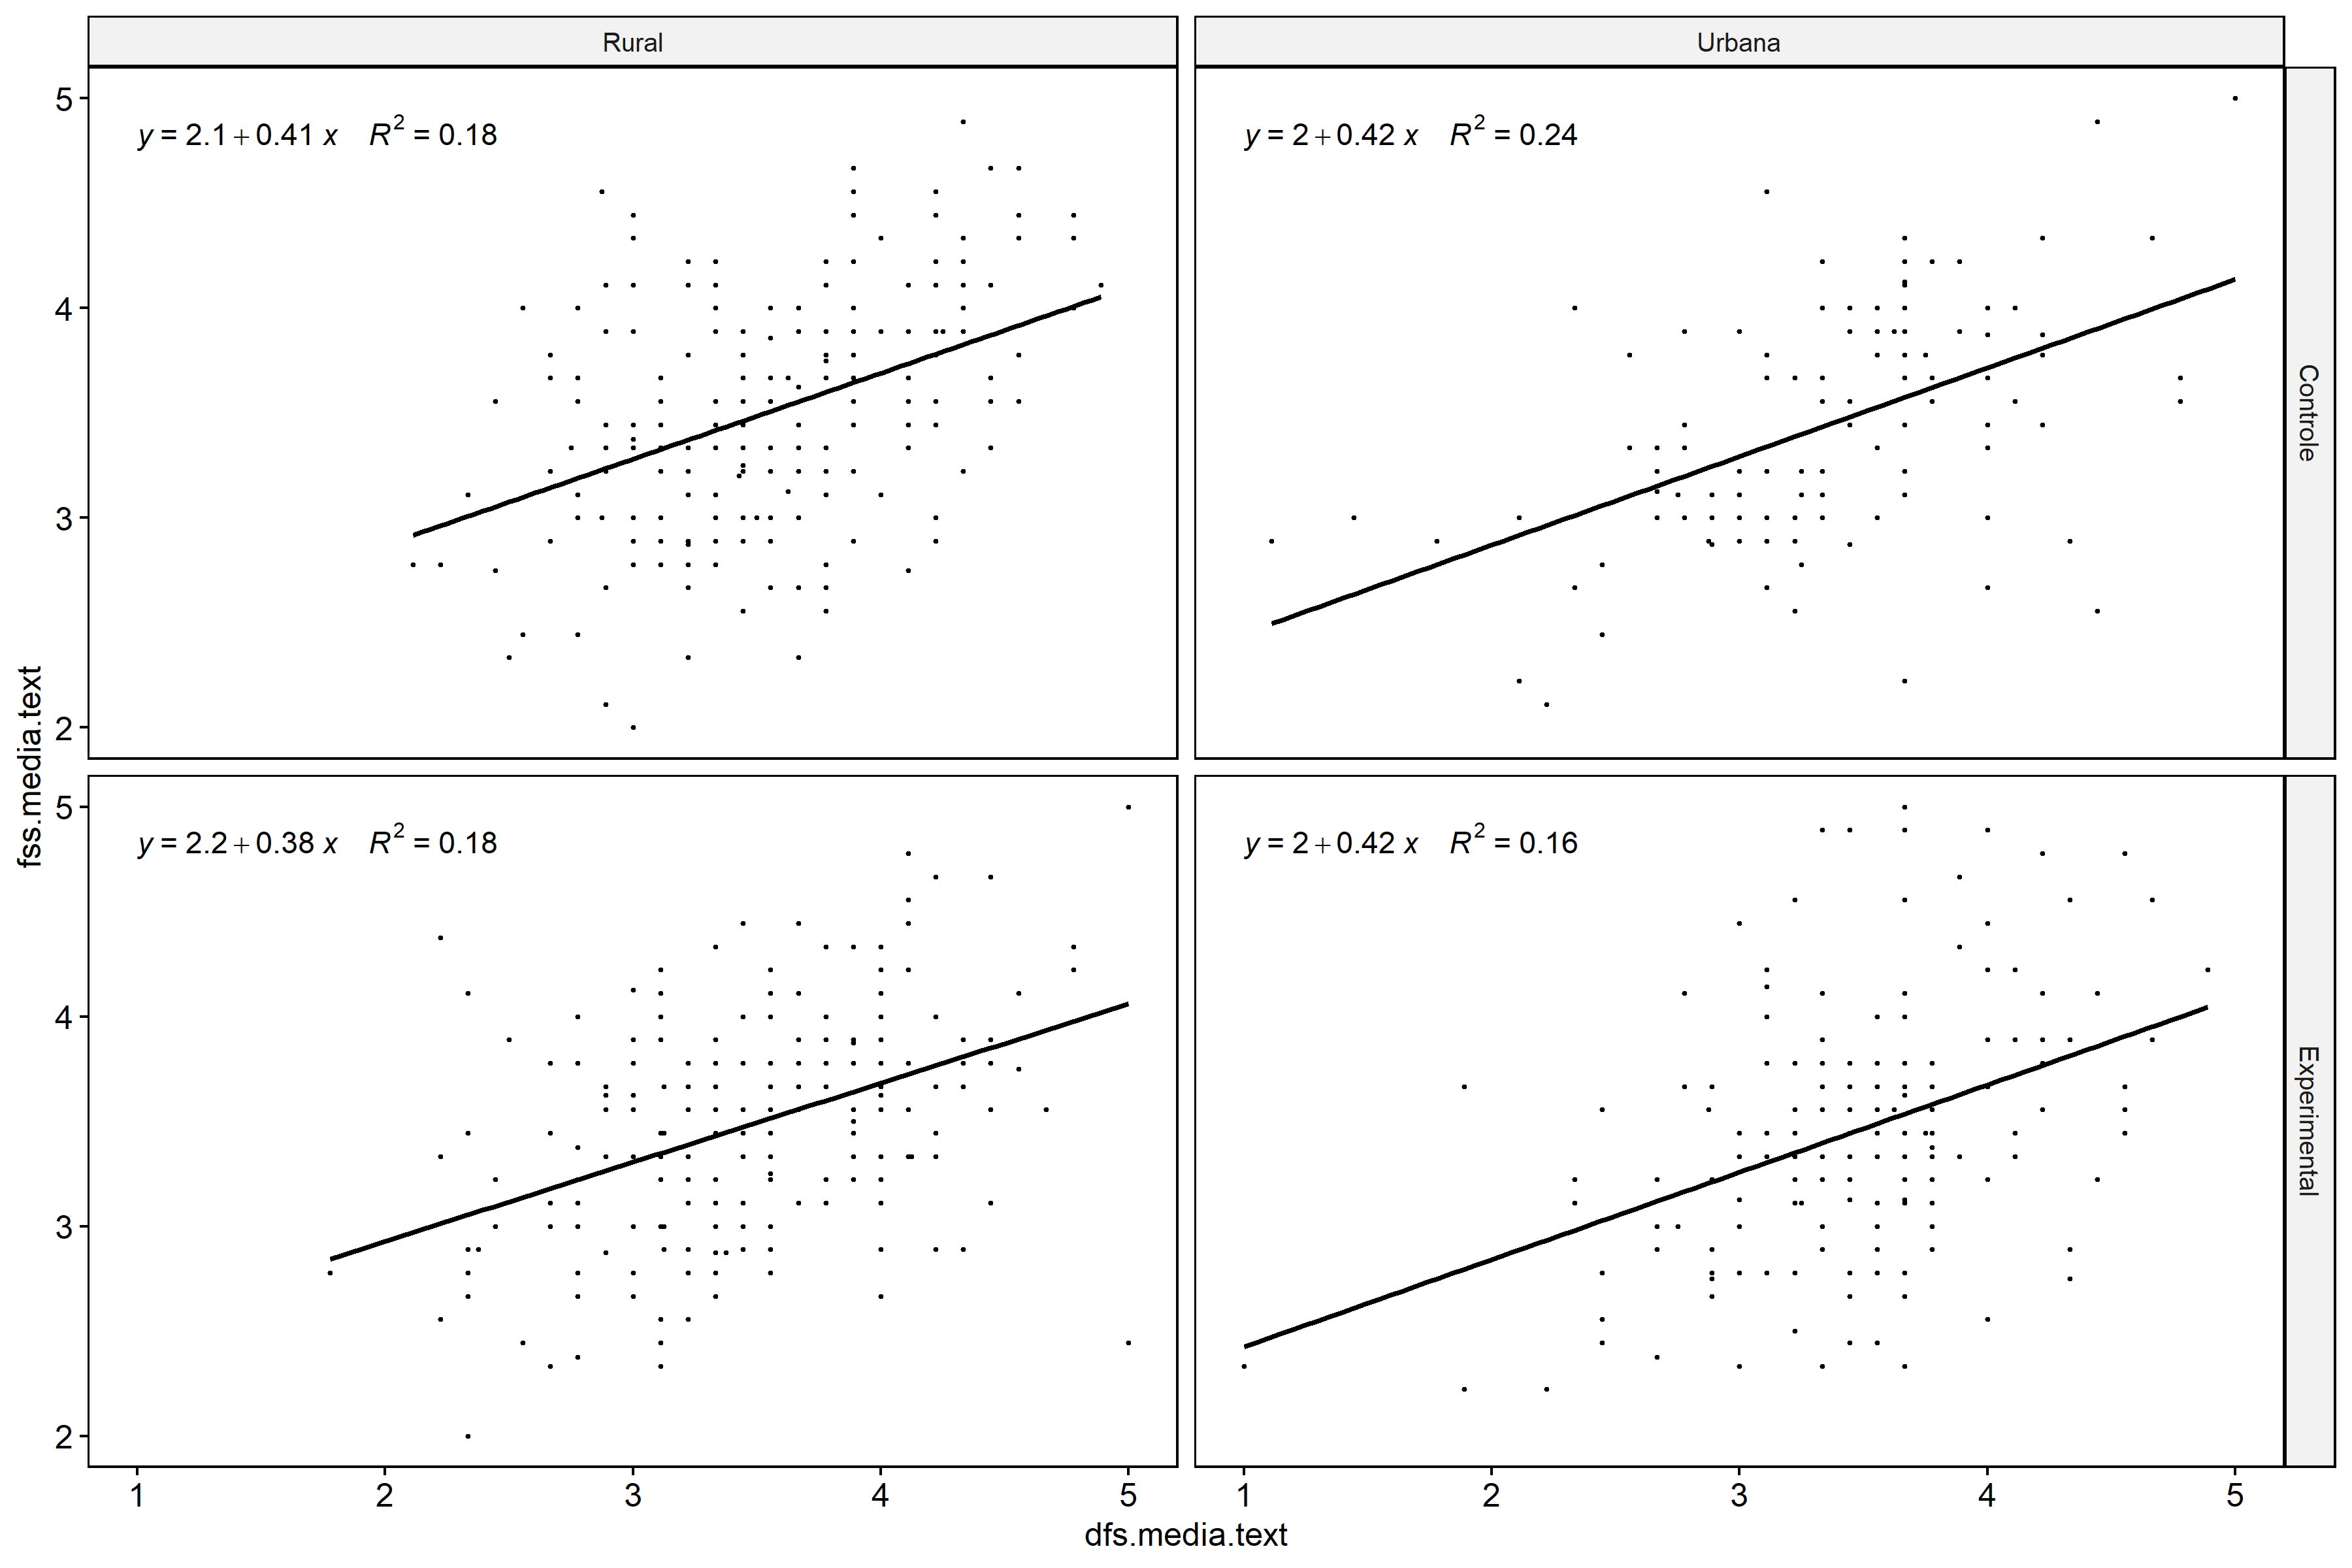 Rural
Urbana
y = 2.1 + 0.41 x R² = 0.18
y = 2 + 0.42 x R² = 0.24
Controle
5
4
3
2
fss.media.text
y = 2.2 + 0.38 x R² = 0.18
y = 2 + 0.42 x R² = 0.16
Experimental
5
4
3
2
1 2 3 4 5
1 2 3 4 5
dfs.media.text